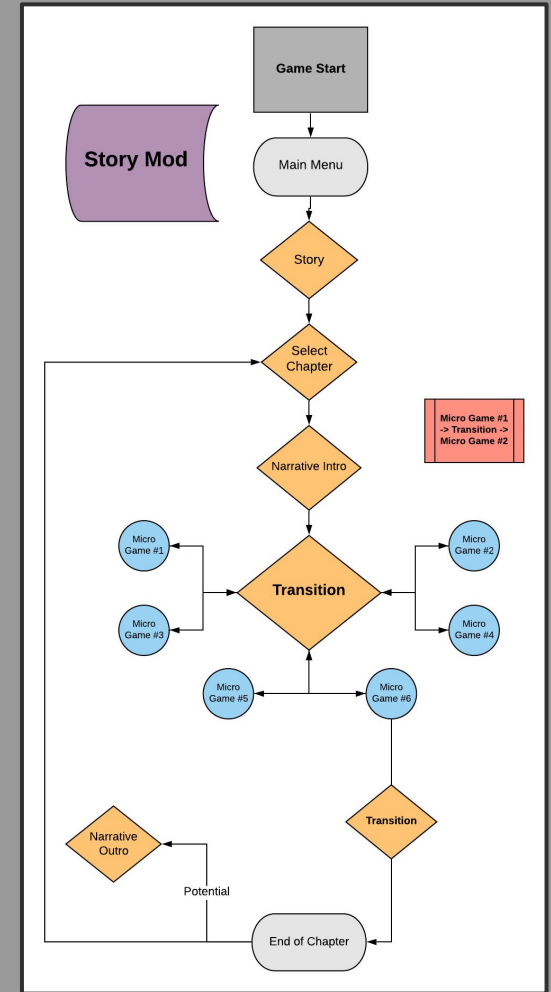 Game Start
Story Mod
Main Menu
Story
Select
Chapter
Micro Game #1
-> Transition ->
Micro Game #2
Narrative Intro
Micro
Game #1
Micro
Game #2
Transition
Micro
Game #3
Micro
Game #4
Micro
Game #5
Micro
Game #6
Transition
Narrative
Outro
Potential
End of Chapter